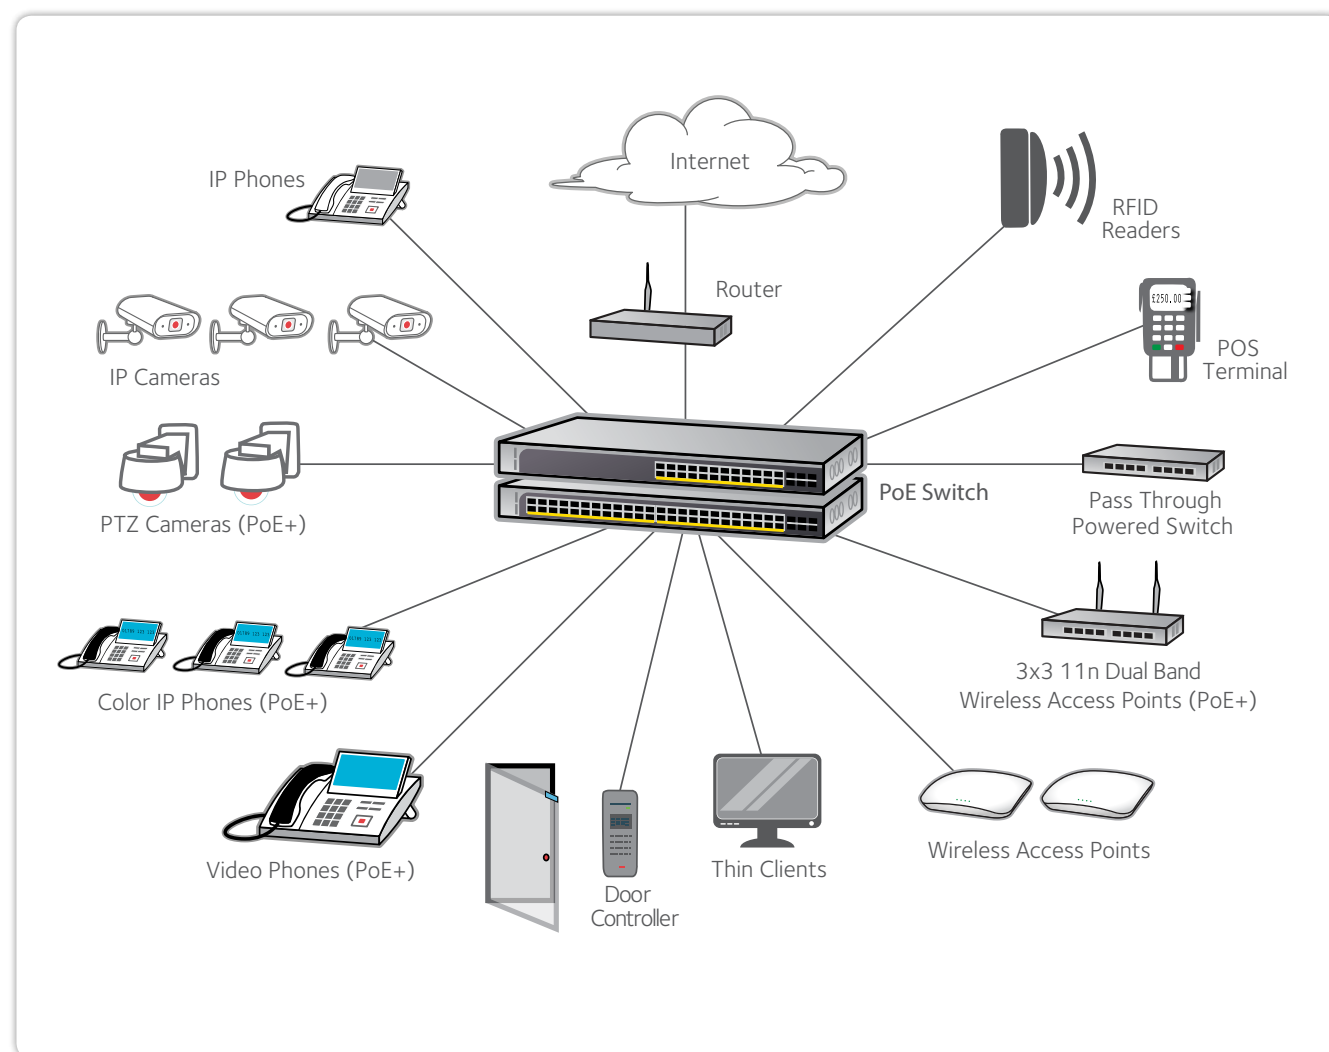 Internet
IP Phones
RFID
Readers
Router
£250.00
POS
Terminal
IP Cameras
PoE Switch
Pass Through
Powered Switch
PTZ Cameras (PoE+)
3x3 11n Dual Band
Wireless Access Points (PoE+)
Color IP Phones (PoE+)
Video Phones (PoE+)
Door
Controller
Thin Clients
Wireless Access Points